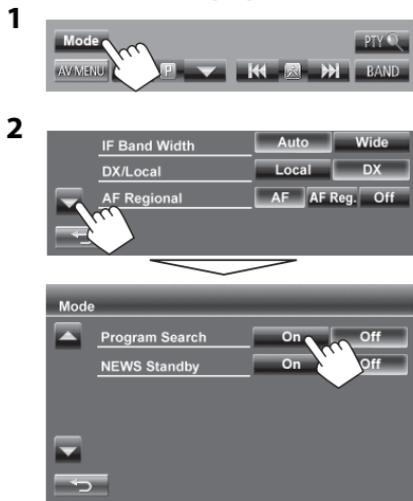 1
Mode
PTY
AV MENU P BAND
2
IF Band Width Auto Wide
DX/Local Local DX
AF Regional AF AF Reg. Off
Mode
Program Search On Off
NEWS Standby On Off